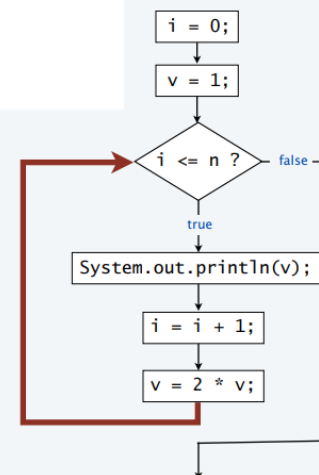 i = 0;
v = 1;
i <= n ?
false
true
System.out.println(v);
i = i + 1;
v = 2 * v;